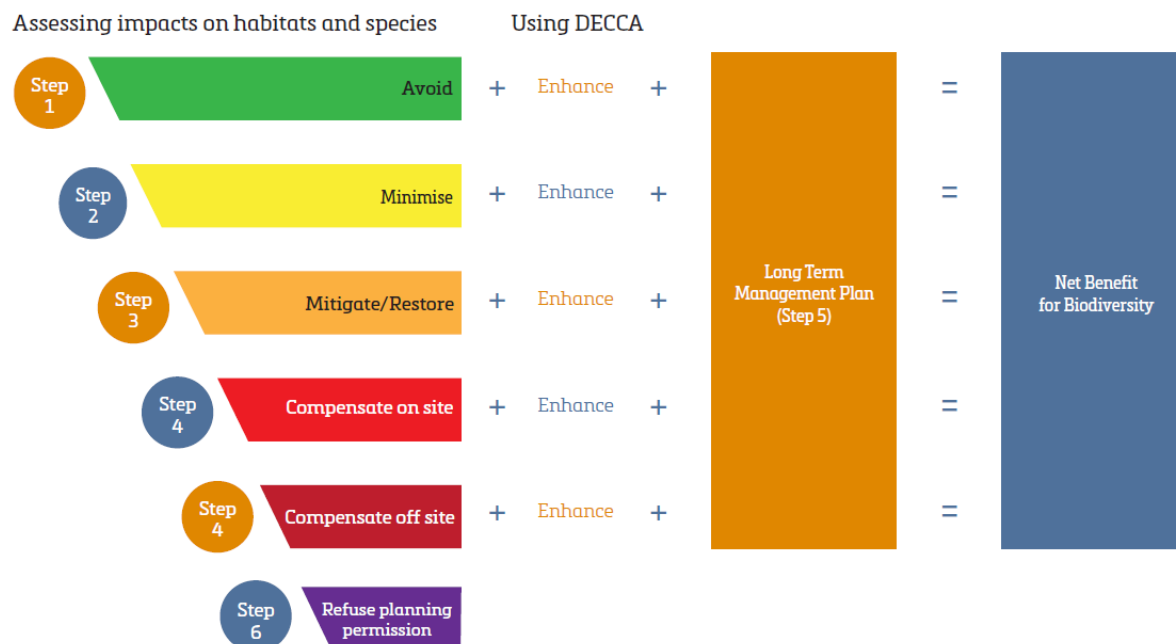 Assessing impacts on habitats and species
Using DECCA
Step
1
Avoid
+
Enhance
+
=
Step
2
Minimise
+
Enhance
+
=
Step
3
Mitigate/Restore
+
Enhance
+
Long Term
Management Plan
(Step 5)
=
Net Benefit
for Biodiversity
Step
4
Compensate on site
+
Enhance
+
=
Step
4
Compensate off site
+
Enhance
+
=
Step
6
Refuse planning
permission